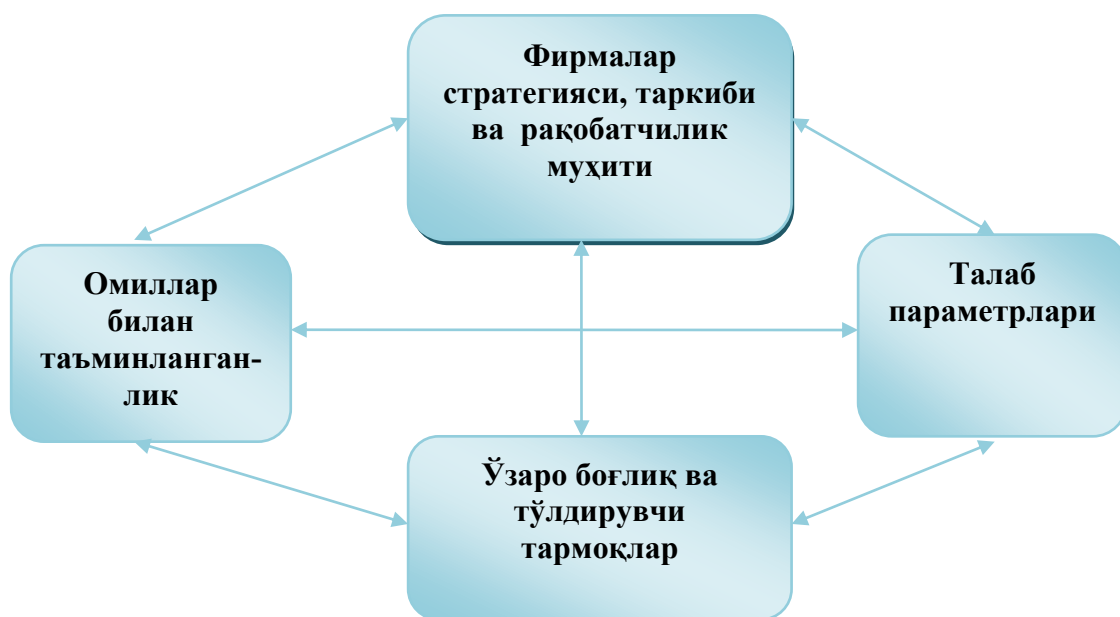 Фирмалар
стратегияси, таркиби
ва рақобатчилик
муҳити
Омиллар
билан
таъминланган-
лик
Талаб
параметрлари
Ўзаро боғлиқ ва
тўлдирувчи
тармоқлар